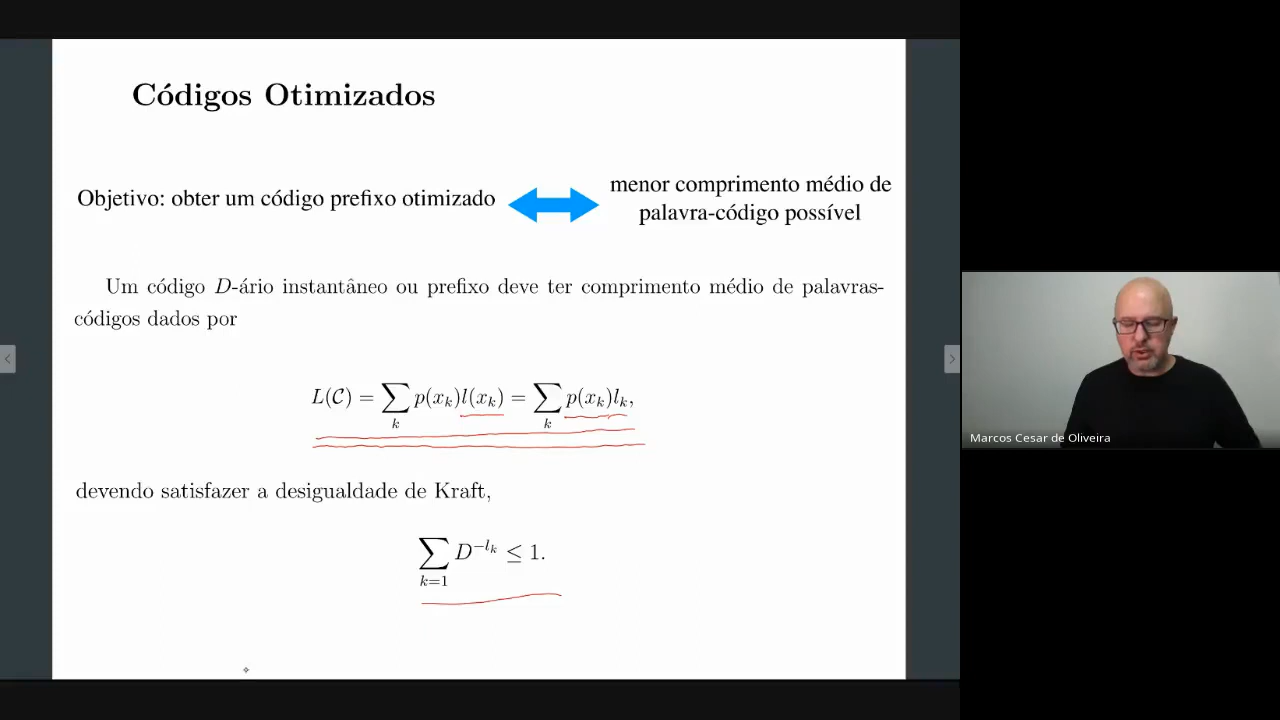 Códigos Otimizados
Objetivo: obter um código prefixo otimizado
menor comprimento médio de
palavra-código possível
Um código D-ário instantâneo ou prefixo deve ter comprimento médio de palavras-
códigos dados por
L(C) = ∑_k p(x_k)l(x_k) = ∑_k p(x_k)l_k,
devendo satisfazer a desigualdade de Kraft,
∑_{k=1} D^{-l_k} ≤ 1.
Marcos Cesar de Oliveira